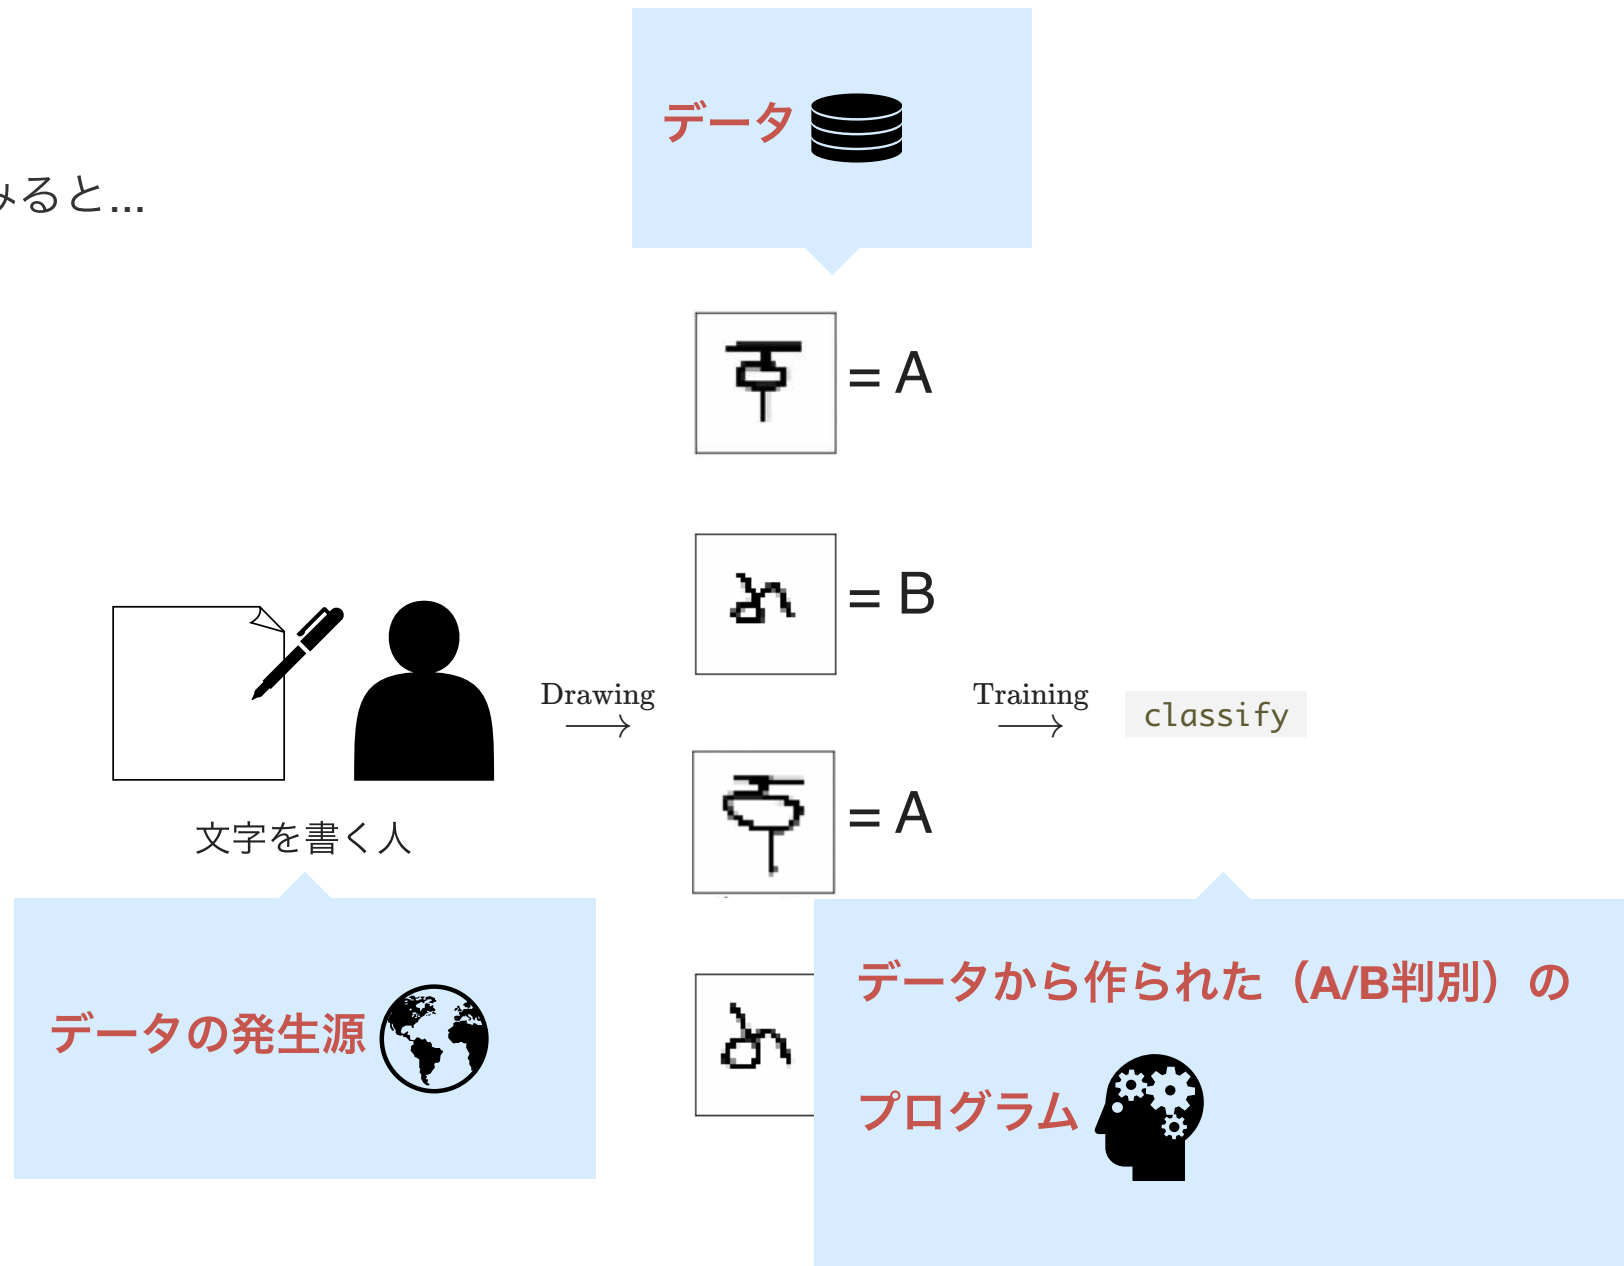 データ
みると...
= A
= B
Drawing
Training
classify
= A
文字を書く人
データから作られた（A/B判別）の
データの発生源
プログラム